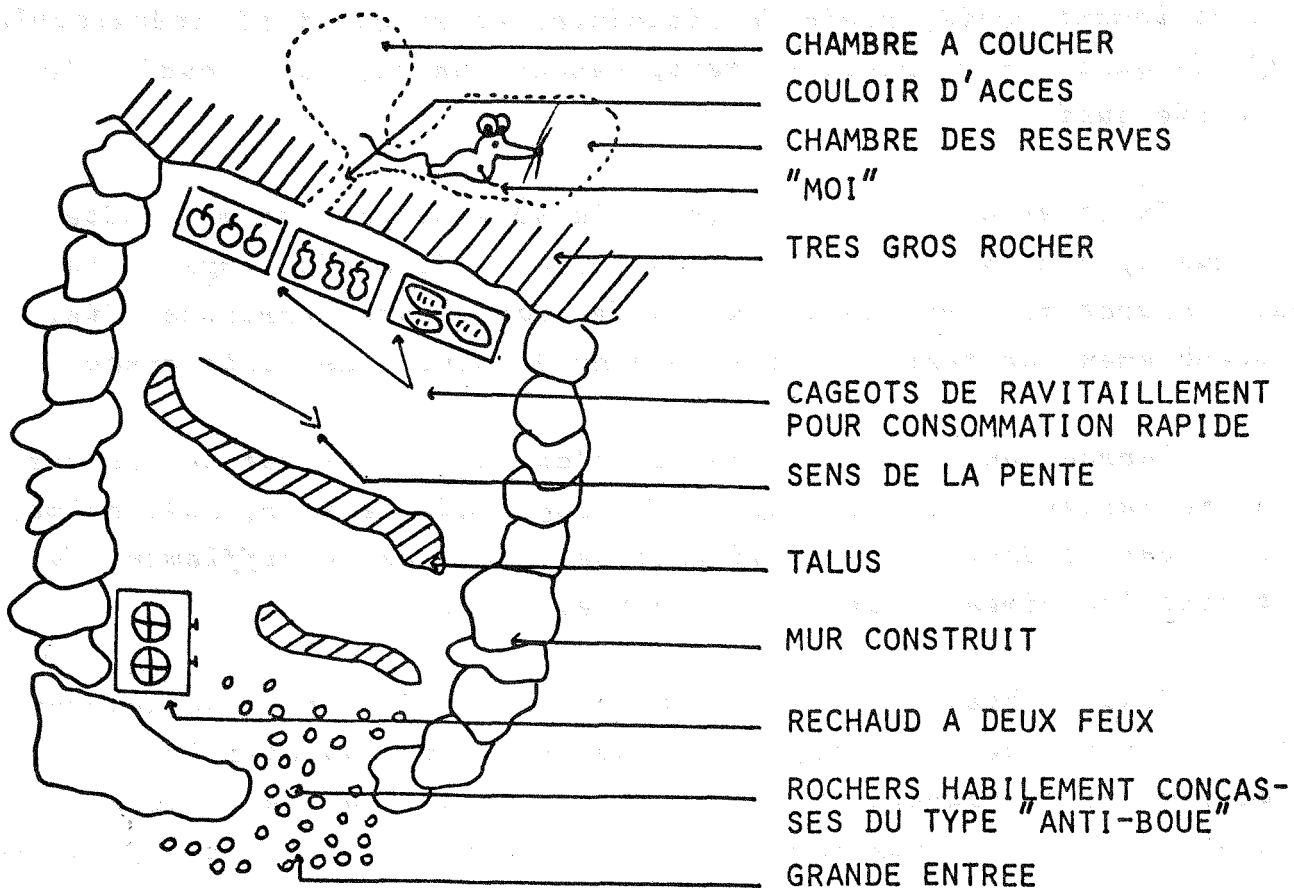 CHAMBRE A COUCHER
COULOIR D'ACCES
CHAMBRE DES RESERVES
"MOI"
TRES GROS ROCHER
CAGEOTS DE RAVITAILLEMENT
POUR CONSOMMATION RAPIDE
SENS DE LA PENTE
TALUS
MUR CONSTRUIT
RECHAUD A DEUX FEUX
ROCHERS HABILEMENT CONÇAS-
SES DU TYPE "ANTI-BOUE"
GRANDE ENTREE